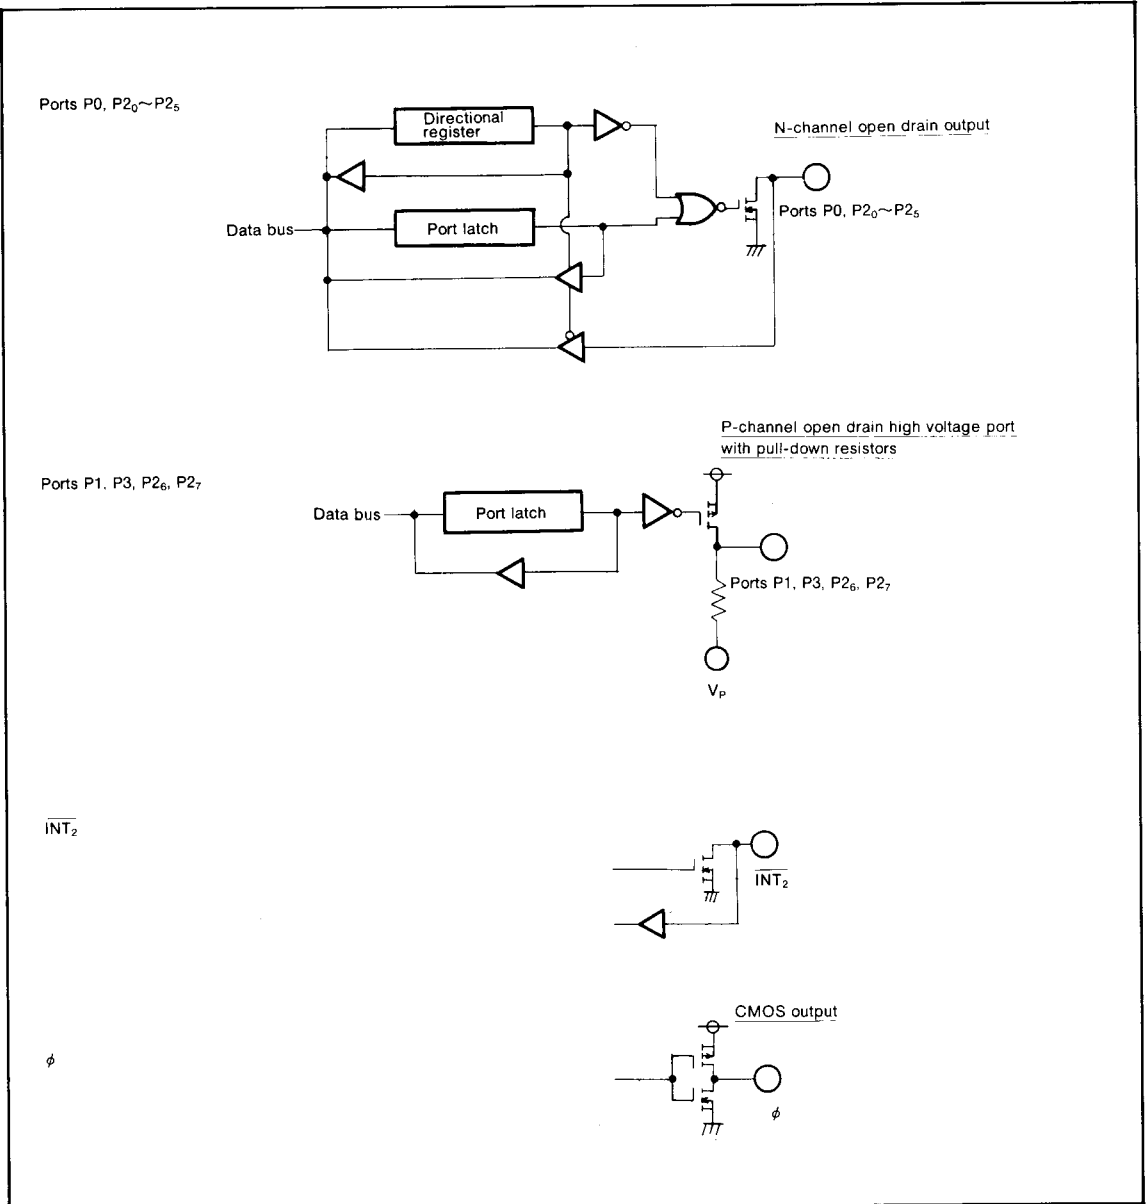 Ports P0, P2₀~P2₅
Directional
register
N-channel open drain output
Ports P0, P2₀~P2₅
Data bus
Port latch
P-channel open drain high voltage port
with pull-down resistors
Ports P1, P3, P2₆, P2₇
Data bus
Port latch
Ports P1, P3, P2₆, P2₇
V_P
I̅N̅T̅₂̅
I̅N̅T̅₂̅
CMOS output
ϕ
ϕ